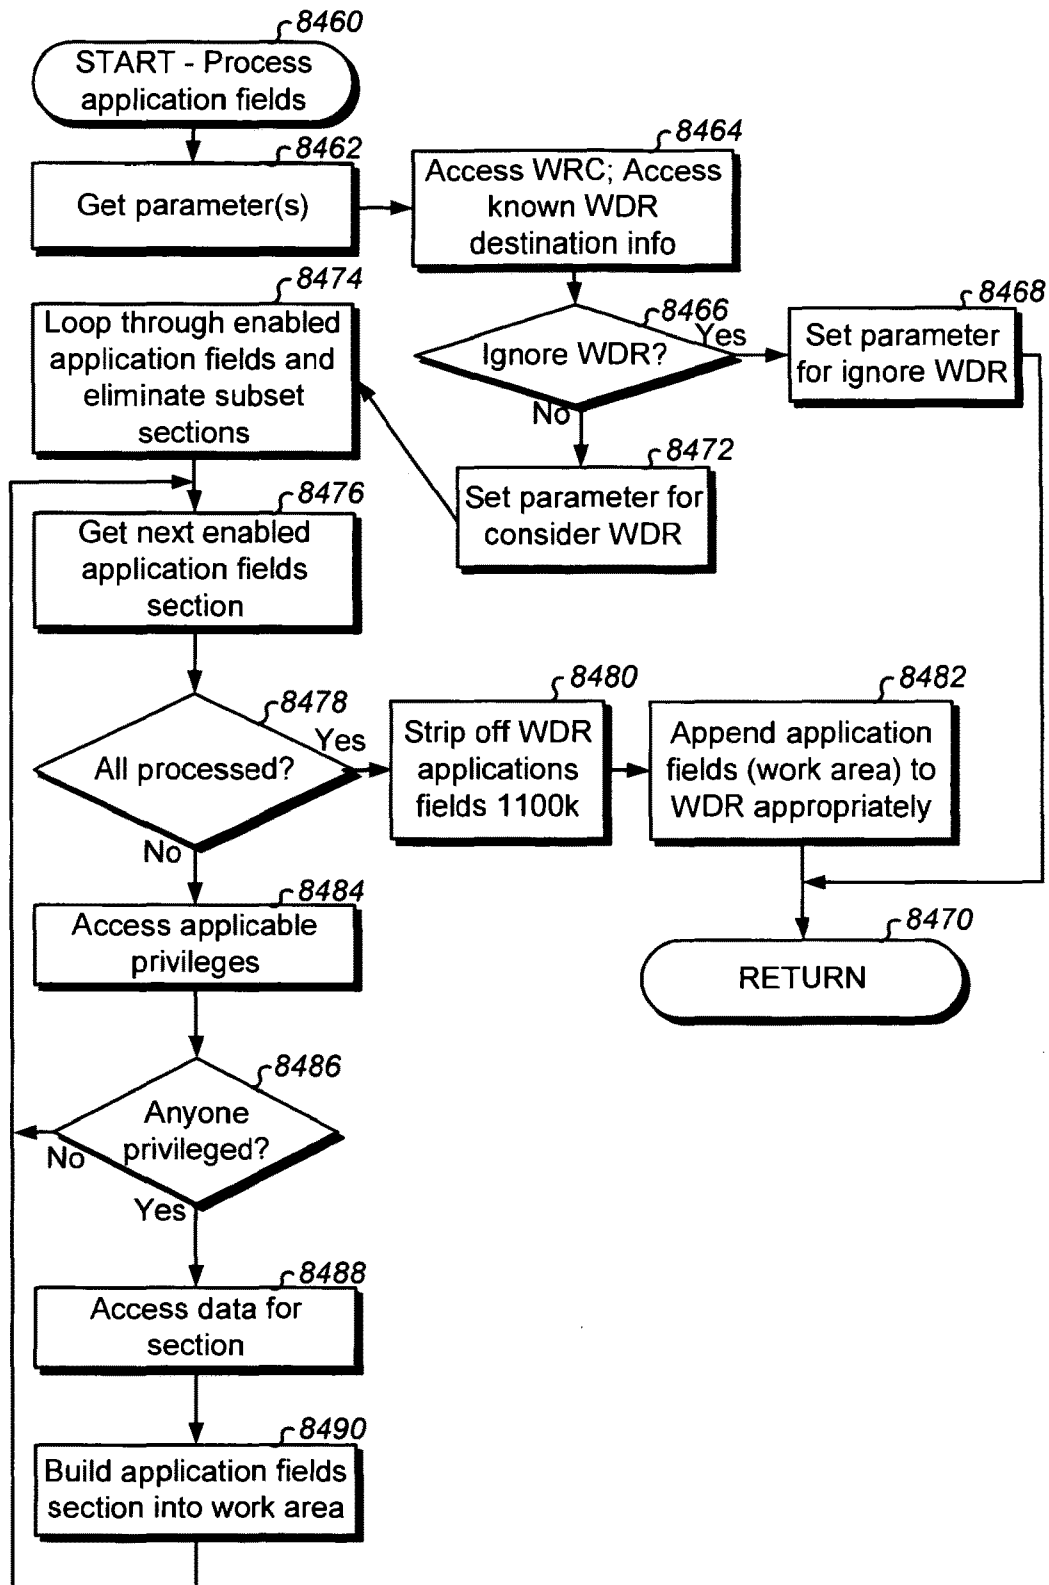 8460
START - Process
application fields
8462
Get parameter(s)
8464
Access WRC; Access
known WDR
destination info
8466
Ignore WDR?
Yes
No
8468
Set parameter
for ignore WDR
8472
Set parameter for
consider WDR
8474
Loop through enabled
application fields and
eliminate subset
sections
8476
Get next enabled
application fields
section
8478
All processed?
Yes
No
8480
Strip off WDR
applications
fields 1100k
8482
Append application
fields (work area) to
WDR appropriately
8470
RETURN
8484
Access applicable
privileges
8486
Anyone
privileged?
No
Yes
8488
Access data for
section
8490
Build application fields
section into work area